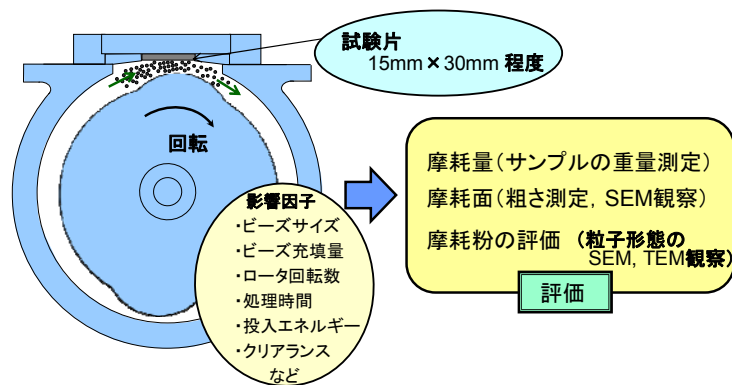 試験片
15mm×30mm 程度
回転
影響因子
・ビーズサイズ
・ビーズ充填量
・ロータ回転数
・処理時間
・投入エネルギー
・クリアランス
など
摩耗量(サンプルの重量測定)
摩耗面(粗さ測定, SEM観察)
摩耗粉の評価 (粒子形態の
SEM, TEM観察)
評価